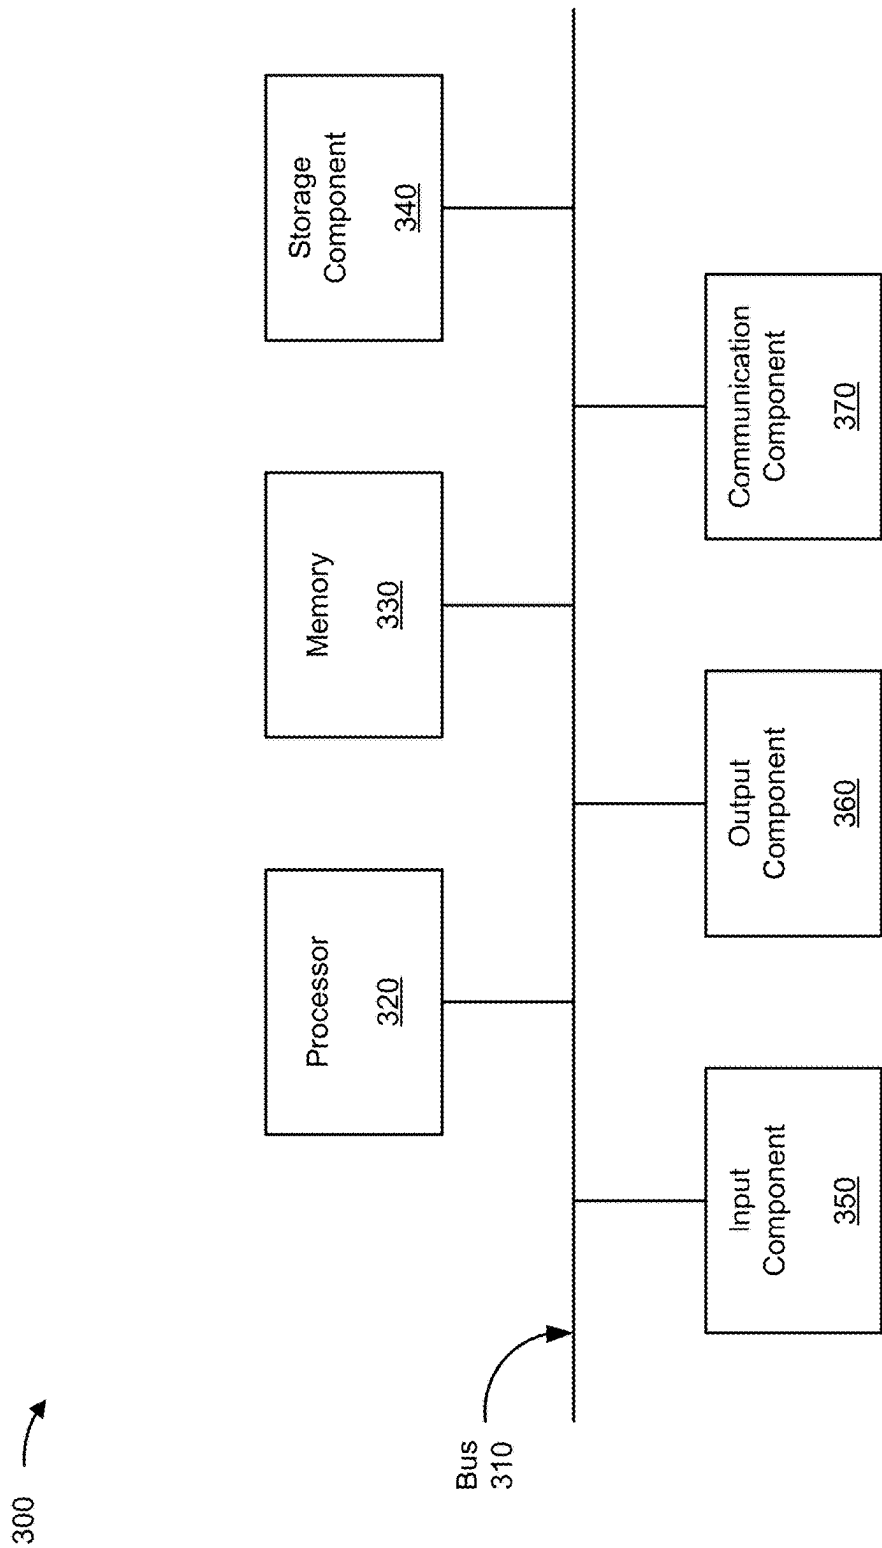 300
Processor
320
Memory
330
Storage
Component
340
Bus
310
Input
Component
350
Output
Component
360
Communication
Component
370